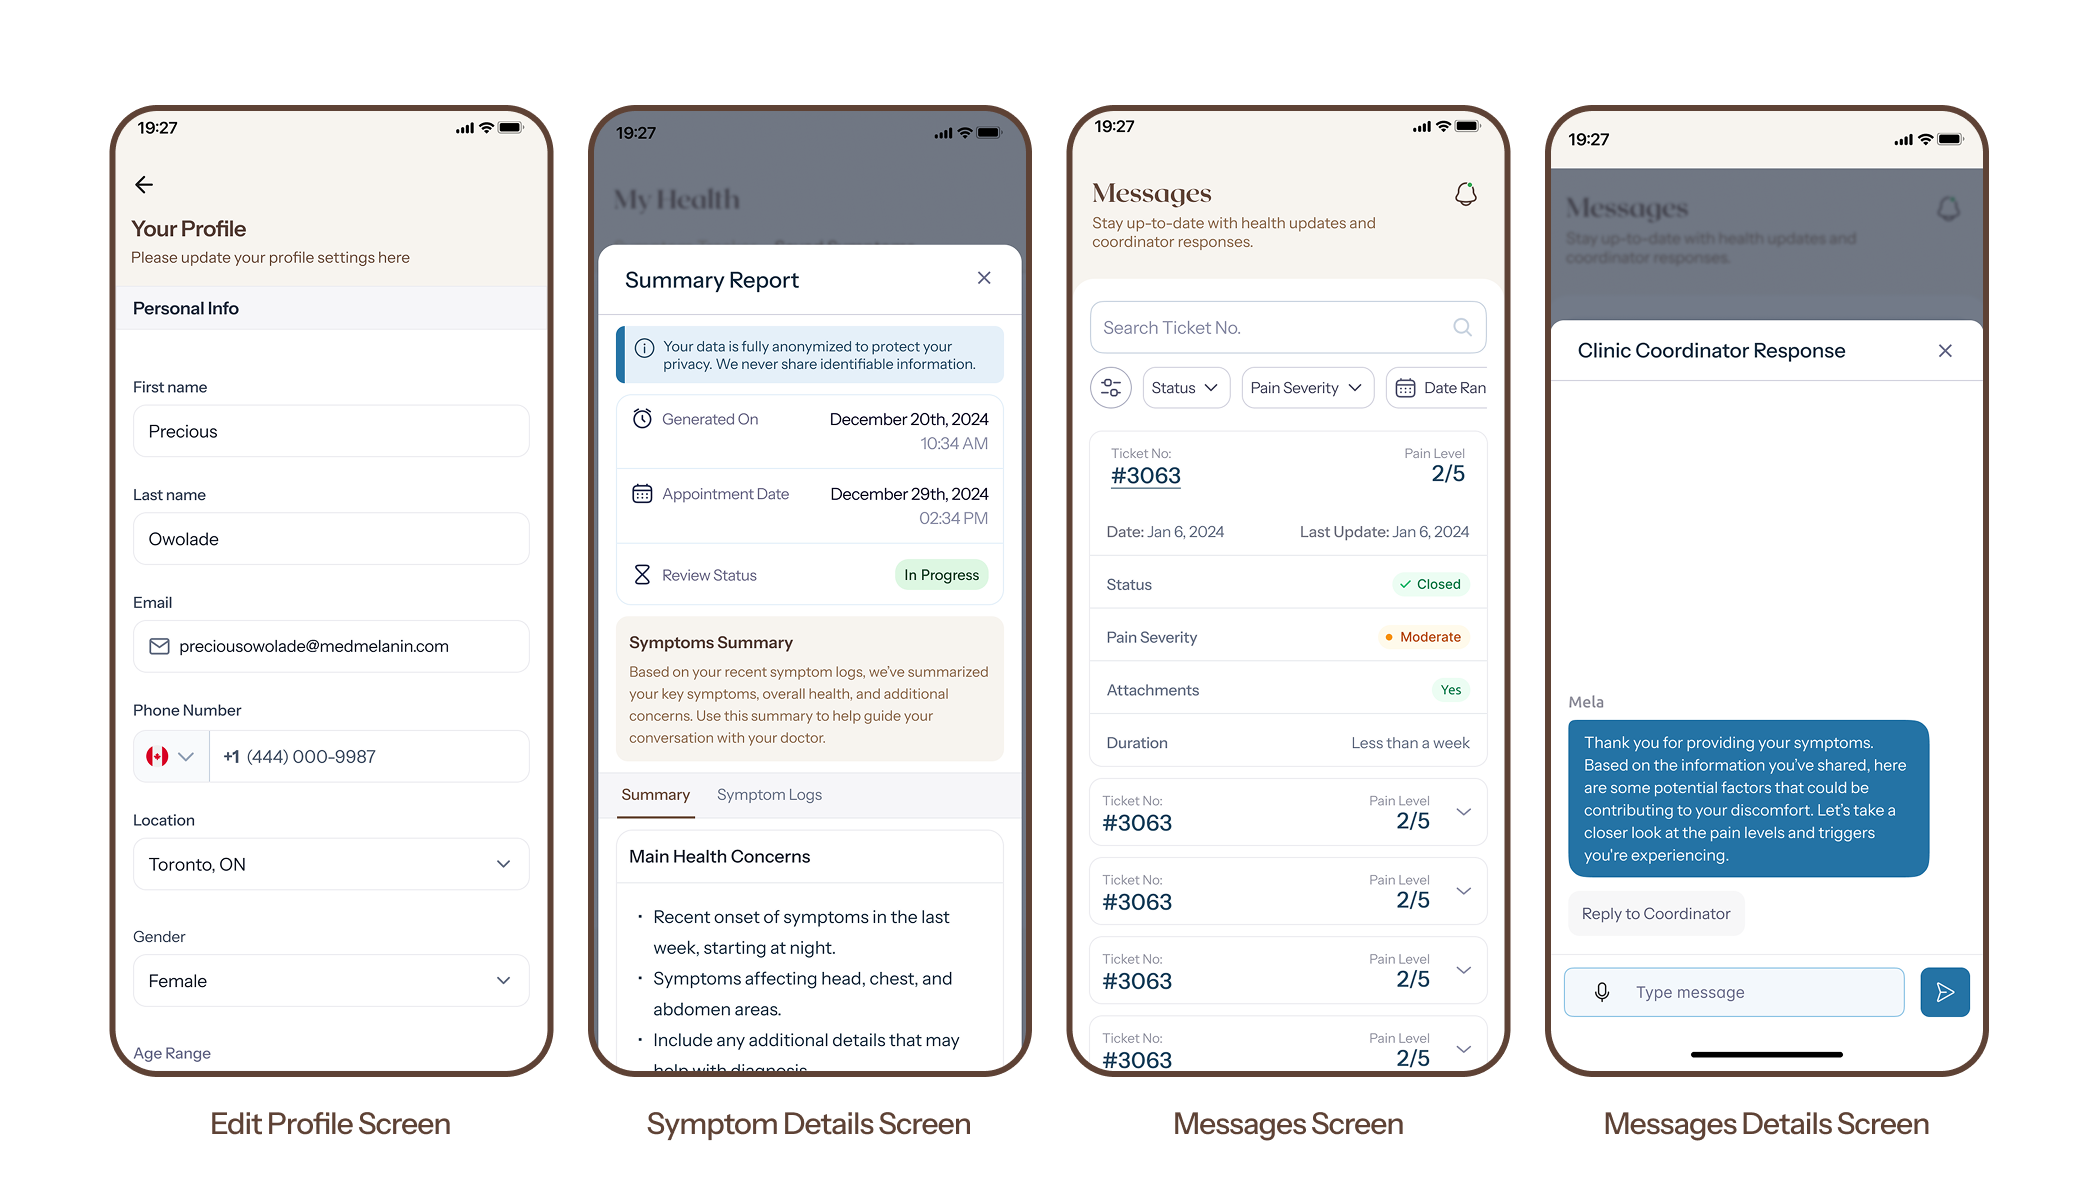 19:27
Your Profile
Please update your profile settings here
Personal Info
First name
Precious
Last name
Owolade
Email
preciousowolade@medmelanin.com
Phone Number
+1 (444) 000-9987
Location
Toronto, ON
Gender
Female
Age Range
Edit Profile Screen
19:27
My Health
Summary Report
Your data is fully anonymized to protect your
privacy. We never share identifiable information.
Generated On
December 20th, 2024
10:34 AM
Appointment Date
December 29th, 2024
02:34 PM
Review Status
In Progress
Symptoms Summary
Based on your recent symptom logs, we've summarized
your key symptoms, overall health, and additional
concerns. Use this summary to help guide your
conversation with your doctor.
Summary
Symptom Logs
Main Health Concerns
• Recent onset of symptoms in the last
week, starting at night.
• Symptoms affecting head, chest, and
abdomen areas.
• Include any additional details that may
help with diagnosis
Symptom Details Screen
19:27
Messages
Stay up-to-date with health updates and
coordinator responses.
Search Ticket No.
Status
Pain Severity
Date Ran
Ticket No:
#3063
Pain Level
2/5
Date: Jan 6, 2024
Last Update: Jan 6, 2024
Status
Closed
Pain Severity
Moderate
Attachments
Yes
Duration
Less than a week
Ticket No:
#3063
Pain Level
2/5
Ticket No:
#3063
Pain Level
2/5
Ticket No:
#3063
Pain Level
2/5
Ticket No:
#3063
Pain Level
2/5
Messages Screen
19:27
Messages
Stay up-to-date with health updates and
coordinator responses.
Clinic Coordinator Response
Mela
Thank you for providing your symptoms.
Based on the information you've shared, here
are some potential factors that could be
contributing to your discomfort. Let's take a
closer look at the pain levels and triggers
you're experiencing.
Reply to Coordinator
Type message
Messages Details Screen